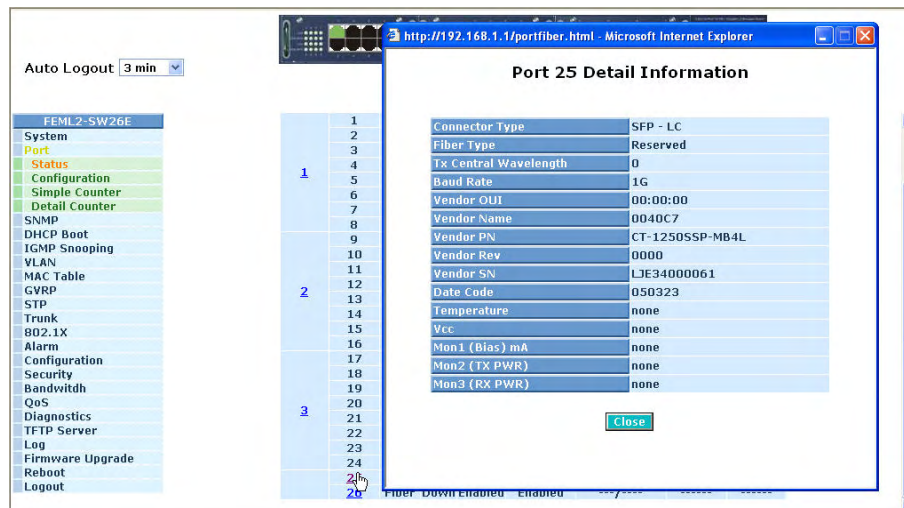 http://192.168.1.1/portfiber.html - Microsoft Internet Explorer
Auto Logout 3 min
Port 25 Detail Information
FEML2-SW26E
System
Port
Status
Configuration
Simple Counter
Detail Counter
SNMP
DHCP Boot
IGMP Snooping
VLAN
MAC Table
GVRP
STP
Trunk
802.1X
Alarm
Configuration
Security
Bandwitdh
QoS
Diagnostics
TFTP Server
Log
Firmware Upgrade
Reboot
Logout
1
1
2
3
4
5
6
7
8
2
9
10
11
12
13
14
15
16
3
17
18
19
20
21
22
23
24
26 Fiber Down Enabled Enabled ---/---- ------ ------
Connector Type SFP - LC
Fiber Type Reserved
Tx Central Wavelength 0
Baud Rate 1G
Vendor OUI 00:00:00
Vendor Name 0040C7
Vendor PN CT-1250SSP-MB4L
Vendor Rev 0000
Vendor SN LJE34000061
Date Code 050323
Temperature none
Vcc none
Mon1 (Bias) mA none
Mon2 (TX PWR) none
Mon3 (RX PWR) none
Close